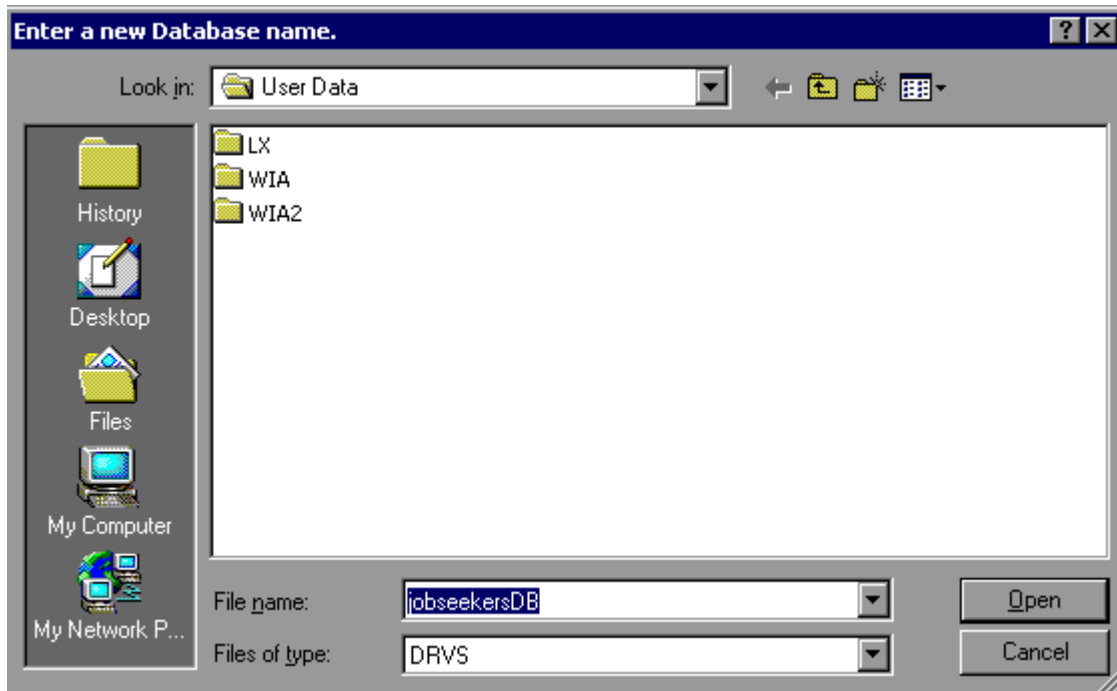 Enter a new Database name.
Look in: User Data
LX
WIA
WIA2
History
Desktop
Files
My Computer
My Network P...
File name: jobseekersDB Open
Files of type: DRVS Cancel